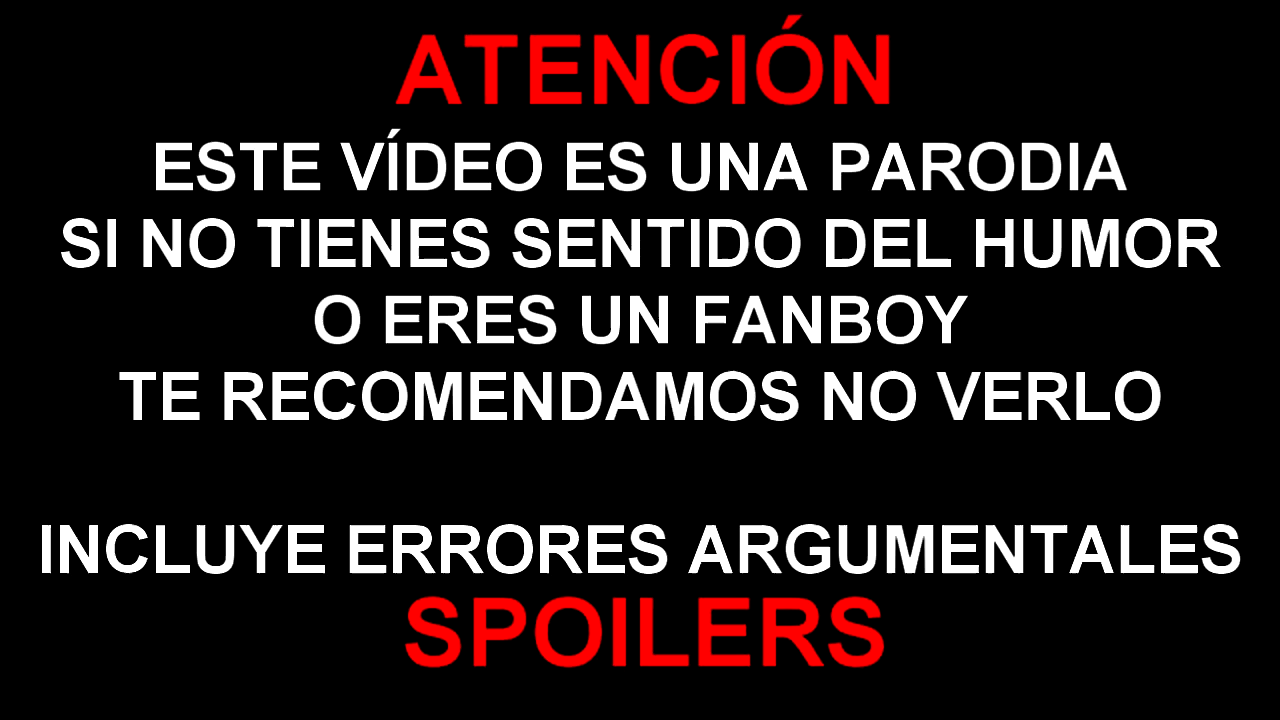 ATENCIÓN
ESTE VÍDEO ES UNA PARODIA
SI NO TIENES SENTIDO DEL HUMOR
O ERES UN FANBOY
TE RECOMENDAMOS NO VERLO
INCLUYE ERRORES ARGUMENTALES
SPOILERS